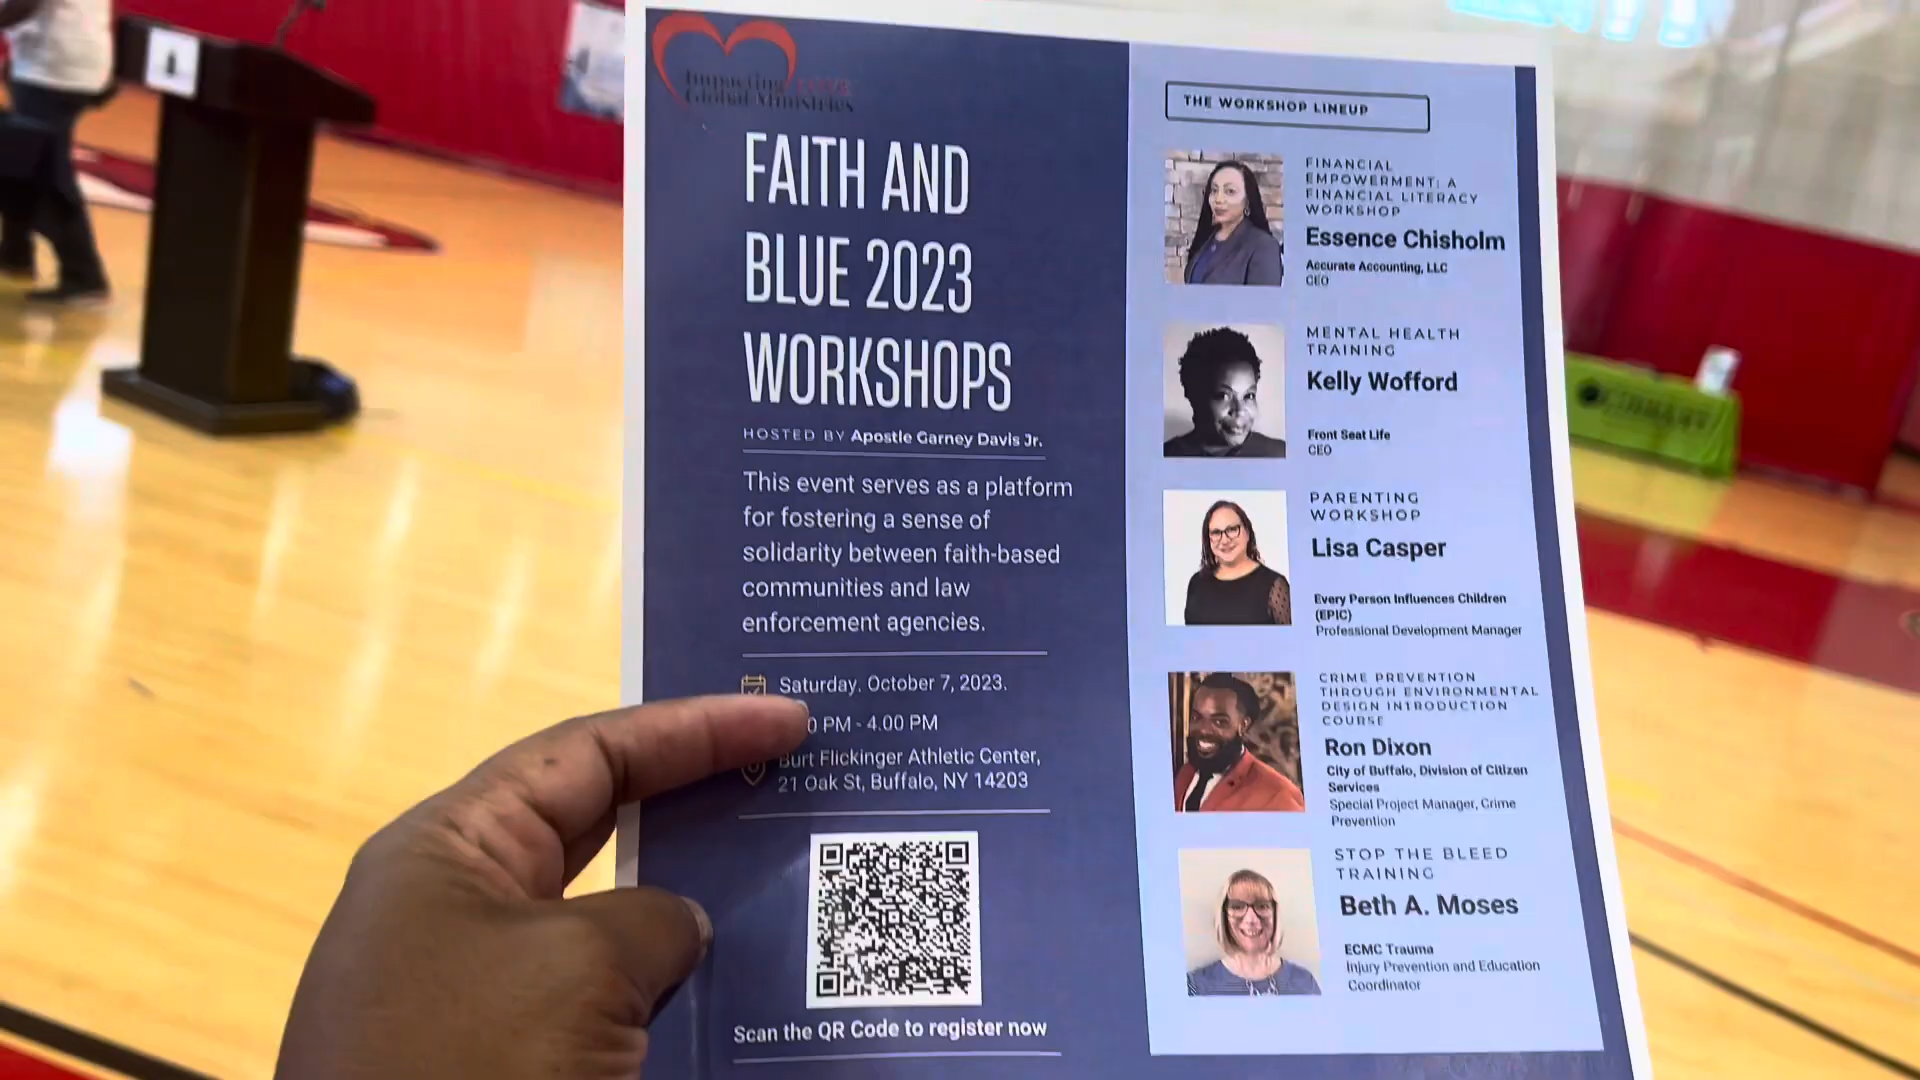 Impacting LOVE
Global Ministries
FAITH AND
BLUE 2023
WORKSHOPS
HOSTED BY Apostle Garney Davis Jr.
This event serves as a platform
for fostering a sense of
solidarity between faith-based
communities and law
enforcement agencies.
Saturday. October 7, 2023.
0 PM - 4.00 PM
Burt Flickinger Athletic Center,
21 Oak St, Buffalo, NY 14203
Scan the QR Code to register now
THE WORKSHOP LINEUP
FINANCIAL
EMPOWERMENT: A
FINANCIAL LITERACY
WORKSHOP
Essence Chisholm
Accurate Accounting, LLC
CEO
MENTAL HEALTH
TRAINING
Kelly Wofford
Front Seat Life
CEO
PARENTING
WORKSHOP
Lisa Casper
Every Person Influences Children
(EPIC)
Professional Development Manager
CRIME PREVENTION
THROUGH ENVIRONMENTAL
DESIGN INTRODUCTION
COURSE
Ron Dixon
City of Buffalo, Division of Citizen
Services
Special Project Manager, Crime
Prevention
STOP THE BLEED
TRAINING
Beth A. Moses
ECMC Trauma
Injury Prevention and Education
Coordinator